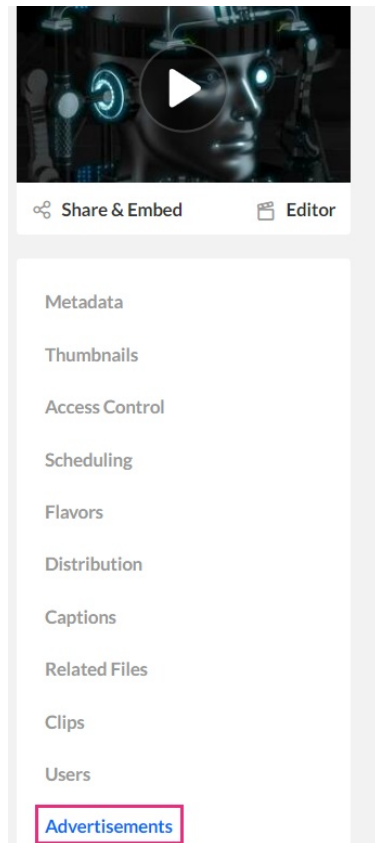 Share & Embed
Editor
Metadata
Thumbnails
Access Control
Scheduling
Flavors
Distribution
Captions
Related Files
Clips
Users
Advertisements